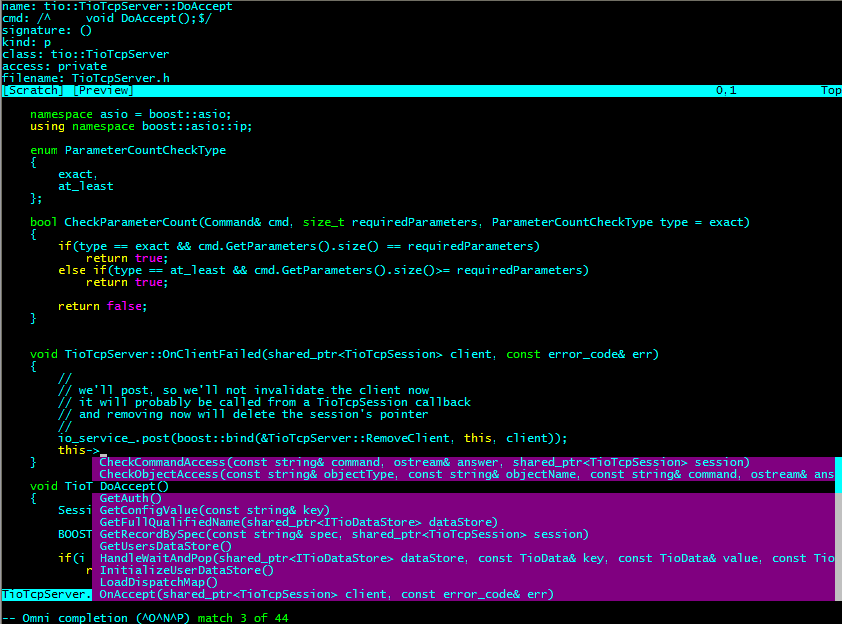 name: tio::TioTcpServer::DoAccept
cmd: /^     void DoAccept();$/
signature: ()
kind: p
class: tio::TioTcpServer
access: private
filename: TioTcpServer.h
[Scratch] [Preview] 0,1 Top
namespace asio = boost::asio;
using namespace boost::asio::ip;
enum ParameterCountCheckType
{
exact,
at_least
};
bool CheckParameterCount(Command& cmd, size_t requiredParameters, ParameterCountCheckType type = exact)
{
if(type == exact && cmd.GetParameters().size() == requiredParameters)
return true;
else if(type == at_least && cmd.GetParameters().size()>= requiredParameters)
return true;
return false;
}
void TioTcpServer::OnClientFailed(shared_ptr<TioTcpSession> client, const error_code& err)
{
//
// we'll post, so we'll not invalidate the client now
// it will probably be called from a TioTcpSession callback
// and removing now will delete the session's pointer
//
io_service_.post(boost::bind(&TioTcpServer::RemoveClient, this, client));
this->_
} CheckCommandAccess(const string& command, ostream& answer, shared_ptr<TioTcpSession> session)
CheckObjectAccess(const string& objectType, const string& objectName, const string& command, ostream& ans
void TioT DoAccept()
{ GetAuth()
Sessi GetConfigValue(const string& key)
GetFullQualifiedName(shared_ptr<ITioDataStore> dataStore)
BOOST GetRecordBySpec(const string& spec, shared_ptr<TioTcpSession> session)
GetUsersDataStore()
if(i HandleWaitAndPop(shared_ptr<ITioDataStore> dataStore, const TioData& key, const TioData& value, const Tio
r InitializeUserDataStore()
LoadDispatchMap()
TioTcpServer. OnAccept(shared_ptr<TioTcpSession> client, const error_code& err)
-- Omni completion (^O^N^P) match 3 of 44